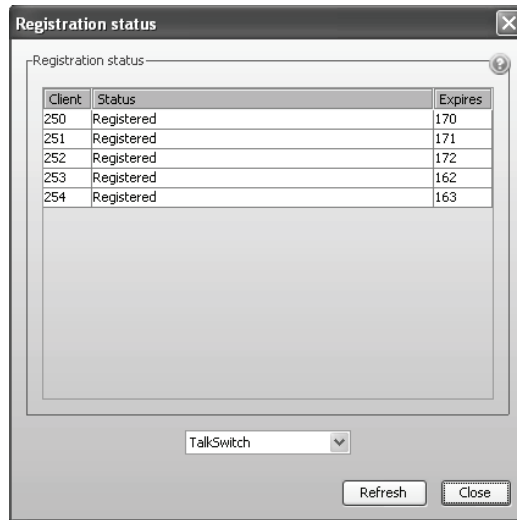 Registration status
Registration status
Client Status Expires
250 Registered 170
251 Registered 171
252 Registered 172
253 Registered 162
254 Registered 163
TalkSwitch
Refresh Close